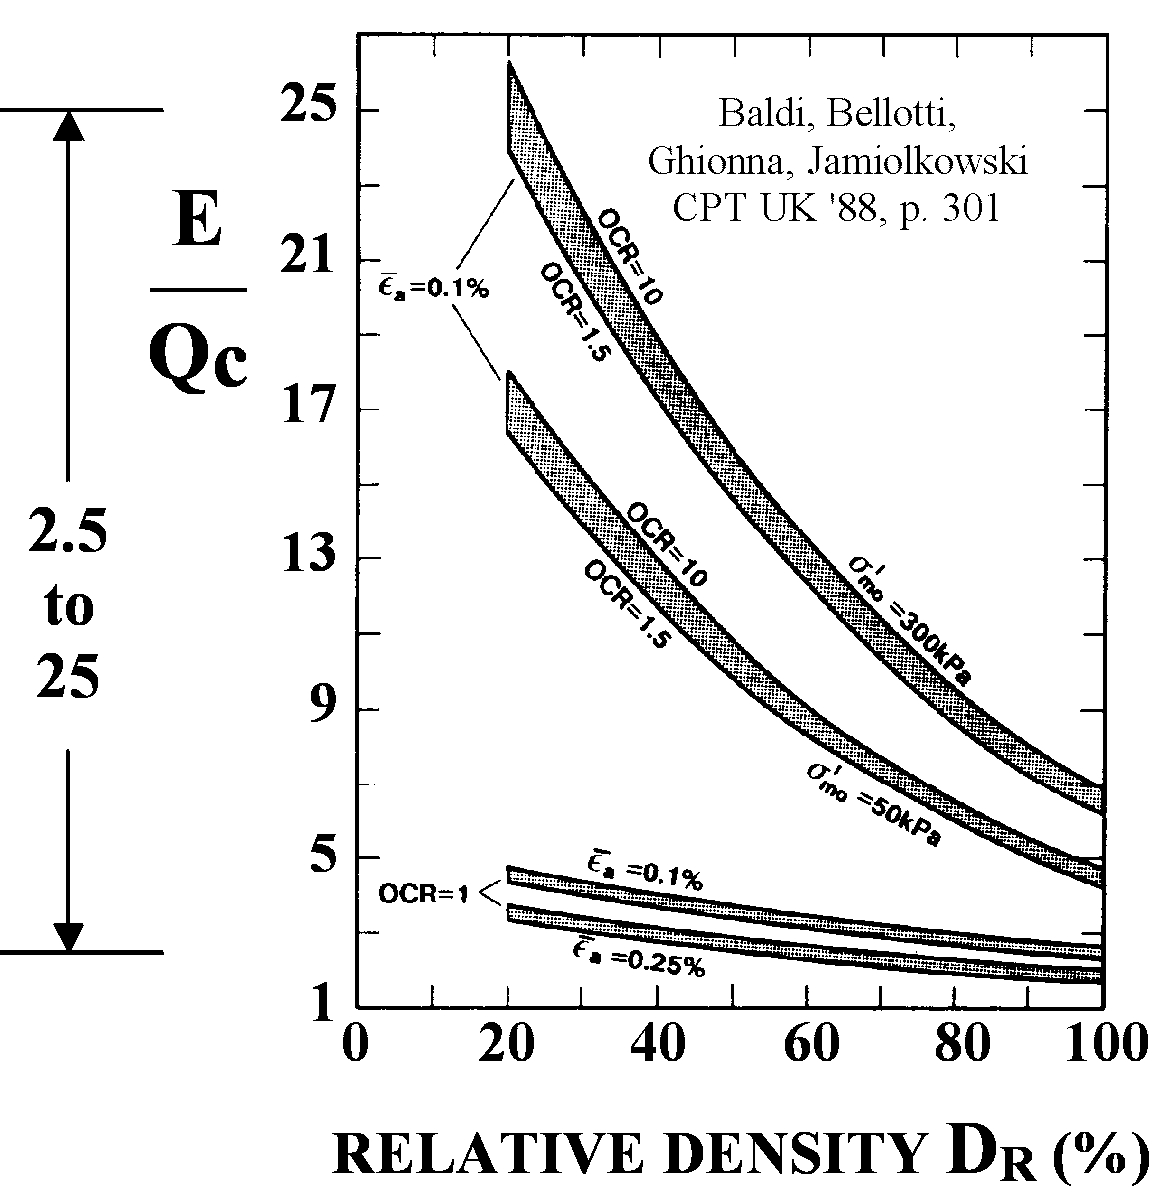 Baldi, Bellotti,
Ghionna, Jamiolkowski
CPT UK '88, p. 301
E
Qc
2.5
to
25
25
21
17
13
9
5
1
0 20 40 60 80 100
RELATIVE DENSITY DR (%)
ε̄a=0.1%
OCR=10
OCR=1.5
OCR=10
OCR=1.5
σ'mo=300kPa
σ'mo=50kPa
OCR=1
ε̄a=0.1%
ε̄a=0.25%